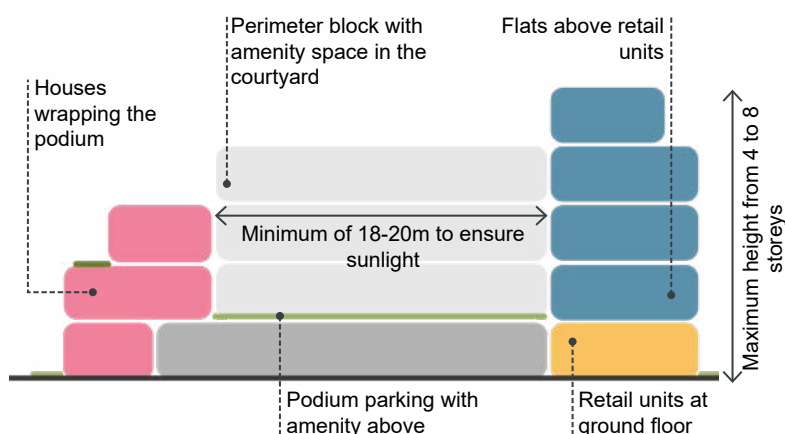 Perimeter block with
amenity space in the
courtyard
Flats above retail
units
Houses
wrapping the
podium
Minimum of 18-20m to ensure
sunlight
Maximum height from 4 to 8
storeys
Podium parking with
amenity above
Retail units at
ground floor